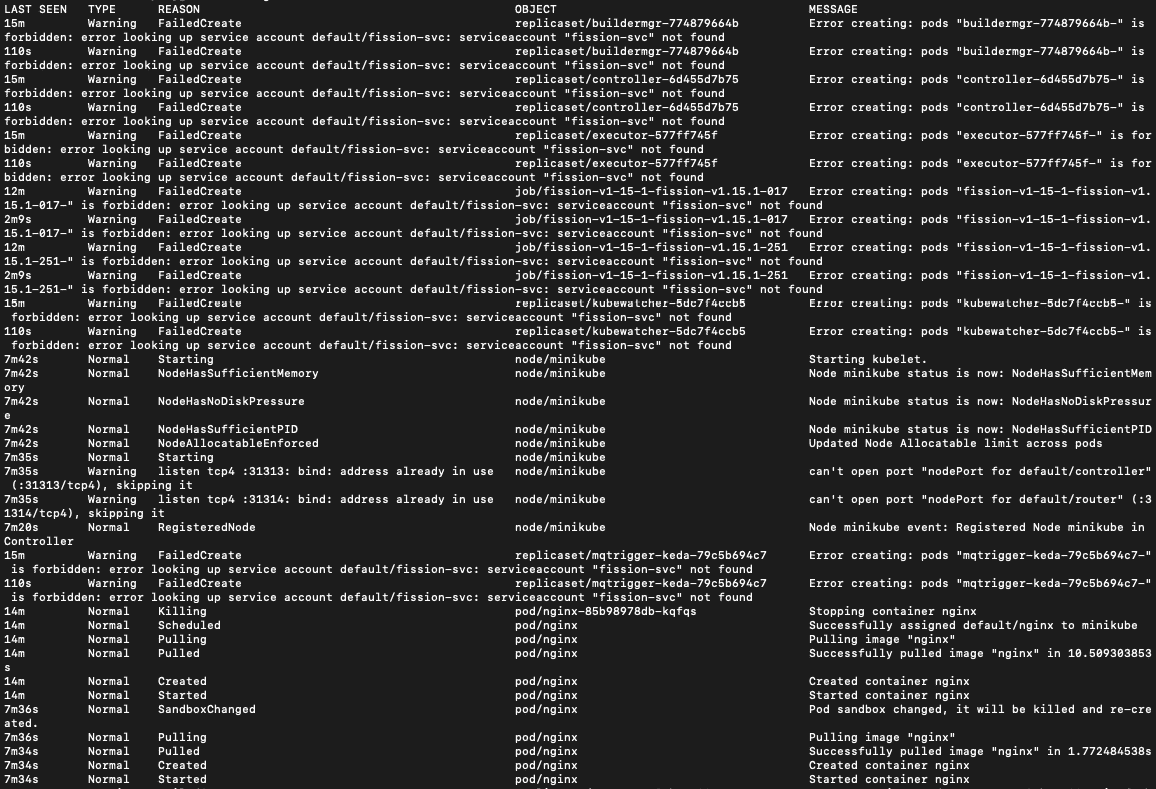 LAST SEEN   TYPE      REASON                                            OBJECT                                    MESSAGE
15m         Warning   FailedCreate                                      replicaset/buildermgr-774879664b          Error creating: pods "buildermgr-774879664b-" is
forbidden: error looking up service account default/fission-svc: serviceaccount "fission-svc" not found
110s        Warning   FailedCreate                                      replicaset/buildermgr-774879664b          Error creating: pods "buildermgr-774879664b-" is
forbidden: error looking up service account default/fission-svc: serviceaccount "fission-svc" not found
15m         Warning   FailedCreate                                      replicaset/controller-6d455d7b75          Error creating: pods "controller-6d455d7b75-" is
forbidden: error looking up service account default/fission-svc: serviceaccount "fission-svc" not found
110s        Warning   FailedCreate                                      replicaset/controller-6d455d7b75          Error creating: pods "controller-6d455d7b75-" is
forbidden: error looking up service account default/fission-svc: serviceaccount "fission-svc" not found
15m         Warning   FailedCreate                                      replicaset/executor-577ff745f             Error creating: pods "executor-577ff745f-" is for
bidden: error looking up service account default/fission-svc: serviceaccount "fission-svc" not found
110s        Warning   FailedCreate                                      replicaset/executor-577ff745f             Error creating: pods "executor-577ff745f-" is for
bidden: error looking up service account default/fission-svc: serviceaccount "fission-svc" not found
12m         Warning   FailedCreate                                      job/fission-v1-15-1-fission-v1.15.1-017   Error creating: pods "fission-v1-15-1-fission-v1.
15.1-017-" is forbidden: error looking up service account default/fission-svc: serviceaccount "fission-svc" not found
2m9s        Warning   FailedCreate                                      job/fission-v1-15-1-fission-v1.15.1-017   Error creating: pods "fission-v1-15-1-fission-v1.
15.1-017-" is forbidden: error looking up service account default/fission-svc: serviceaccount "fission-svc" not found
12m         Warning   FailedCreate                                      job/fission-v1-15-1-fission-v1.15.1-251   Error creating: pods "fission-v1-15-1-fission-v1.
15.1-251-" is forbidden: error looking up service account default/fission-svc: serviceaccount "fission-svc" not found
2m9s        Warning   FailedCreate                                      job/fission-v1-15-1-fission-v1.15.1-251   Error creating: pods "fission-v1-15-1-fission-v1.
15.1-251-" is forbidden: error looking up service account default/fission-svc: serviceaccount "fission-svc" not found
15m         Warning   FailedCreate                                      replicaset/kubewatcher-5dc7f4ccb5         Error creating: pods "kubewatcher-5dc7f4ccb5-" is
 forbidden: error looking up service account default/fission-svc: serviceaccount "fission-svc" not found
110s        Warning   FailedCreate                                      replicaset/kubewatcher-5dc7f4ccb5         Error creating: pods "kubewatcher-5dc7f4ccb5-" is
 forbidden: error looking up service account default/fission-svc: serviceaccount "fission-svc" not found
7m42s       Normal    Starting                                          node/minikube                             Starting kubelet.
7m42s       Normal    NodeHasSufficientMemory                           node/minikube                             Node minikube status is now: NodeHasSufficientMem
ory
7m42s       Normal    NodeHasNoDiskPressure                             node/minikube                             Node minikube status is now: NodeHasNoDiskPressur
e
7m42s       Normal    NodeHasSufficientPID                              node/minikube                             Node minikube status is now: NodeHasSufficientPID
7m42s       Normal    NodeAllocatableEnforced                           node/minikube                             Updated Node Allocatable limit across pods
7m35s       Normal    Starting                                          node/minikube
7m35s       Warning   listen tcp4 :31313: bind: address already in use   node/minikube                             can't open port "nodePort for default/controller"
 (:31313/tcp4), skipping it
7m35s       Warning   listen tcp4 :31314: bind: address already in use   node/minikube                             can't open port "nodePort for default/router" (:3
1314/tcp4), skipping it
7m20s       Normal    RegisteredNode                                    node/minikube                             Node minikube event: Registered Node minikube in
Controller
15m         Warning   FailedCreate                                      replicaset/mqtrigger-keda-79c5b694c7      Error creating: pods "mqtrigger-keda-79c5b694c7-"
 is forbidden: error looking up service account default/fission-svc: serviceaccount "fission-svc" not found
110s        Warning   FailedCreate                                      replicaset/mqtrigger-keda-79c5b694c7      Error creating: pods "mqtrigger-keda-79c5b694c7-"
 is forbidden: error looking up service account default/fission-svc: serviceaccount "fission-svc" not found
14m         Normal    Killing                                           pod/nginx-85b98978db-kqfqs                Stopping container nginx
14m         Normal    Scheduled                                         pod/nginx                                 Successfully assigned default/nginx to minikube
14m         Normal    Pulling                                           pod/nginx                                 Pulling image "nginx"
14m         Normal    Pulled                                            pod/nginx                                 Successfully pulled image "nginx" in 10.509303853
s
14m         Normal    Created                                           pod/nginx                                 Created container nginx
14m         Normal    Started                                           pod/nginx                                 Started container nginx
7m36s       Normal    SandboxChanged                                    pod/nginx                                 Pod sandbox changed, it will be killed and re-cre
ated.
7m36s       Normal    Pulling                                           pod/nginx                                 Pulling image "nginx"
7m34s       Normal    Pulled                                            pod/nginx                                 Successfully pulled image "nginx" in 1.772484538s
7m34s       Normal    Created                                           pod/nginx                                 Created container nginx
7m34s       Normal    Started                                           pod/nginx                                 Started container nginx